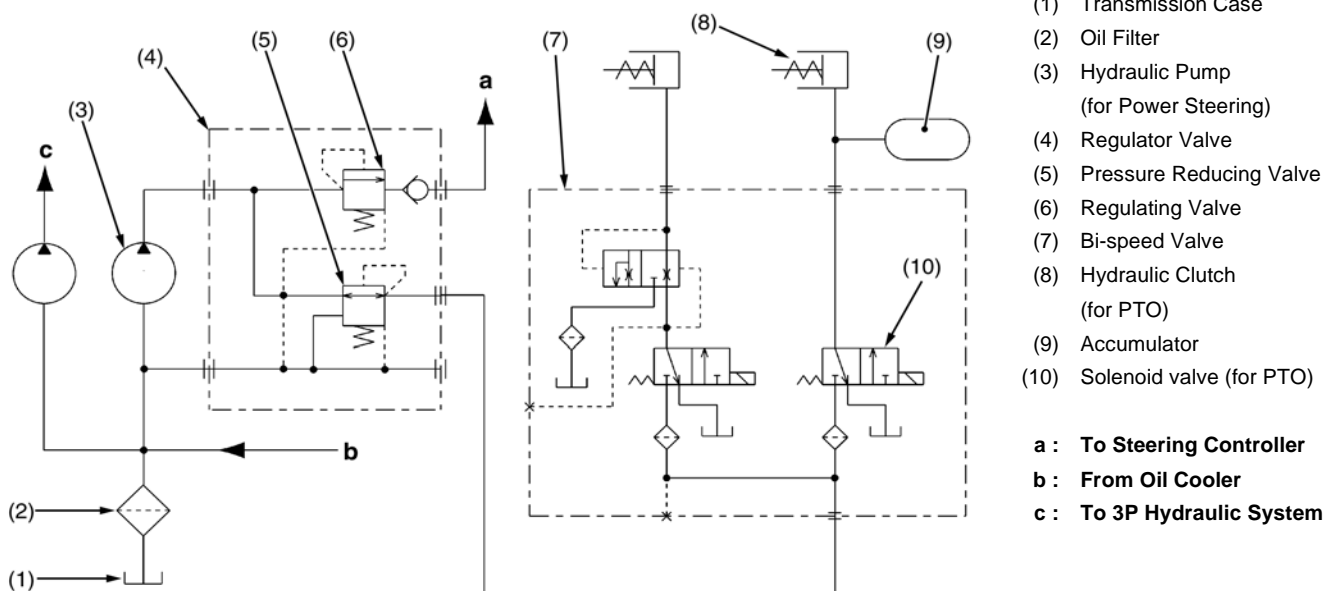 (1) Transmission Case
(2) Oil Filter
(3) Hydraulic Pump
(for Power Steering)
(4) Regulator Valve
(5) Pressure Reducing Valve
(6) Regulating Valve
(7) Bi-speed Valve
(8) Hydraulic Clutch
(for PTO)
(9) Accumulator
(10) Solenoid valve (for PTO)
a : To Steering Controller
b : From Oil Cooler
c : To 3P Hydraulic System
(8)
(5)
(6)
(7)
(9)
(4)
a
(3)
c
(10)
b
(2)
(1)